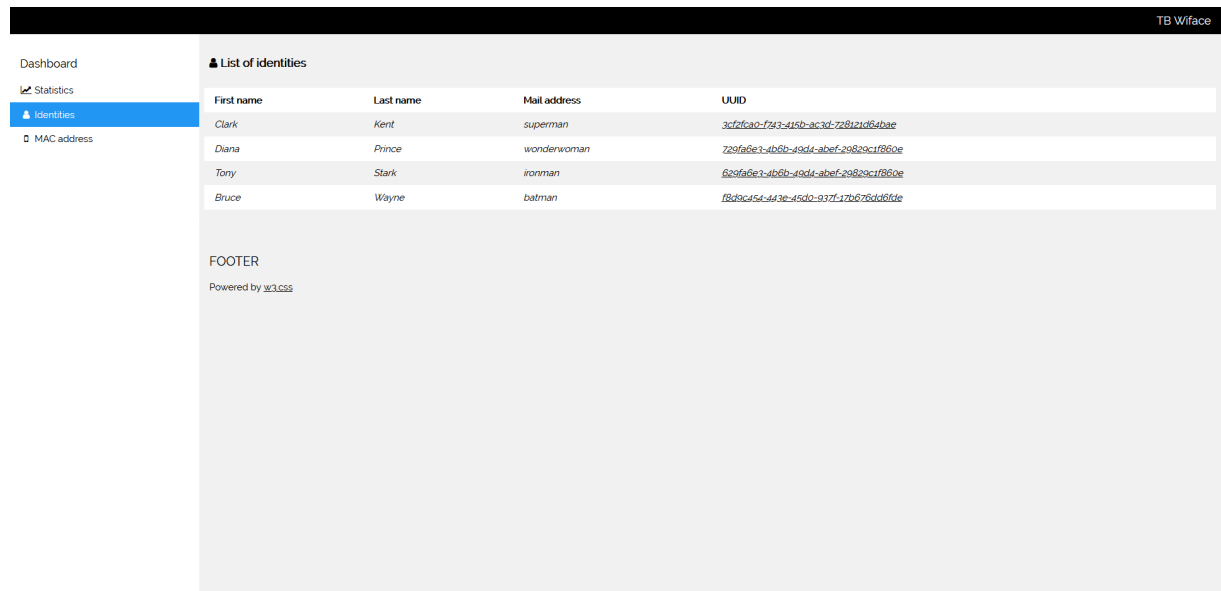 TB Wiface
Dashboard
Statistics
Identities
MAC address
List of identities
First name Last name Mail address UUID
Clark Kent superman 3cf2fca0-f743-415b-ac3d-728121d64bae
Diana Prince wonderwoman 729fa6e3-4b6b-49d4-abef-29829c1f860e
Tony Stark ironman 629fa6e3-4b6b-49d4-abef-29829c1f860e
Bruce Wayne batman f8d9c454-443e-45d0-937f-17b676dd6fde
FOOTER
Powered by w3.css